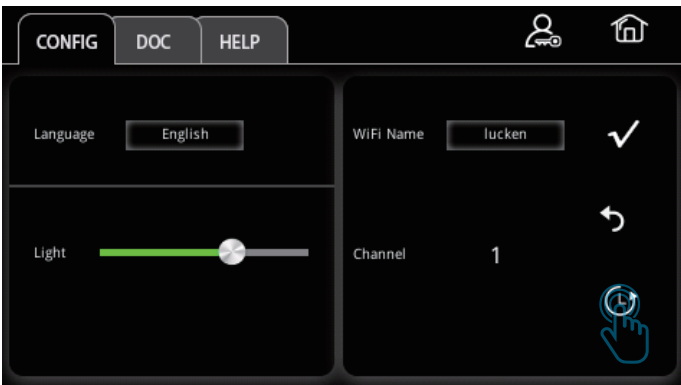 CONFIG DOC HELP
Language English
WiFi Name lucken
Light
Channel 1